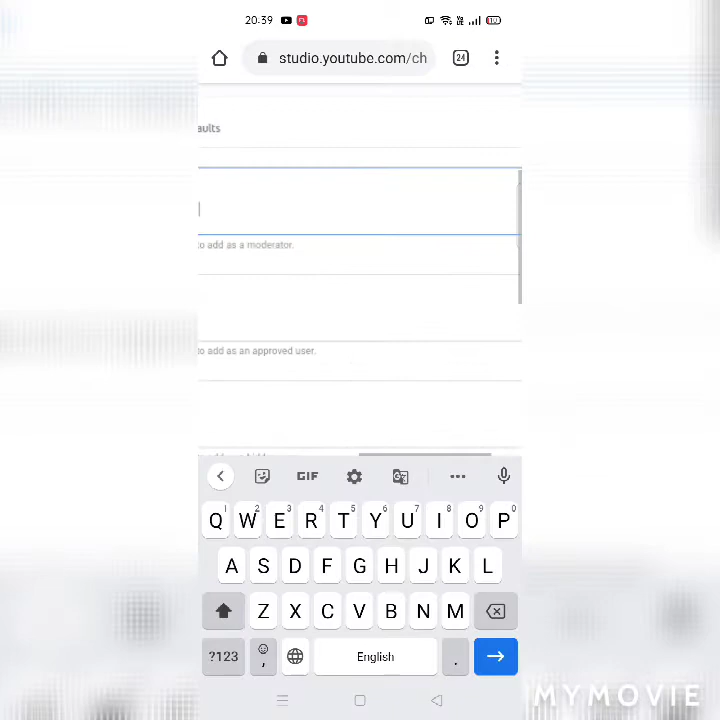 20.39
studio.youtube.com/ch
24
aults
to add as a moderator.
to add as an approved user.
GIF
Q W E R T Y U I O P
1 2 3 4 5 6 7 8 9 0
A S D F G H J K L
Z X C V B N M
?123 , English .
MYMOVIE